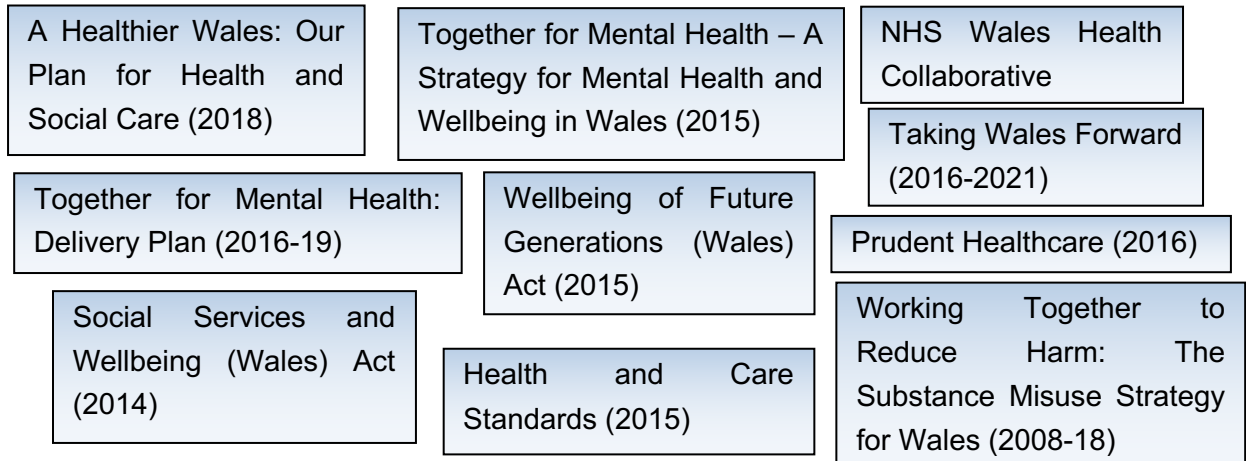 A Healthier Wales: Our
Plan for Health and
Social Care (2018)
Together for Mental Health – A
Strategy for Mental Health and
Wellbeing in Wales (2015)
NHS Wales Health
Collaborative
Taking Wales Forward
(2016-2021)
Together for Mental Health:
Delivery Plan (2016-19)
Wellbeing of Future
Generations (Wales)
Act (2015)
Prudent Healthcare (2016)
Social Services and
Wellbeing (Wales) Act
(2014)
Health and Care
Standards (2015)
Working Together to
Reduce Harm: The
Substance Misuse Strategy
for Wales (2008-18)